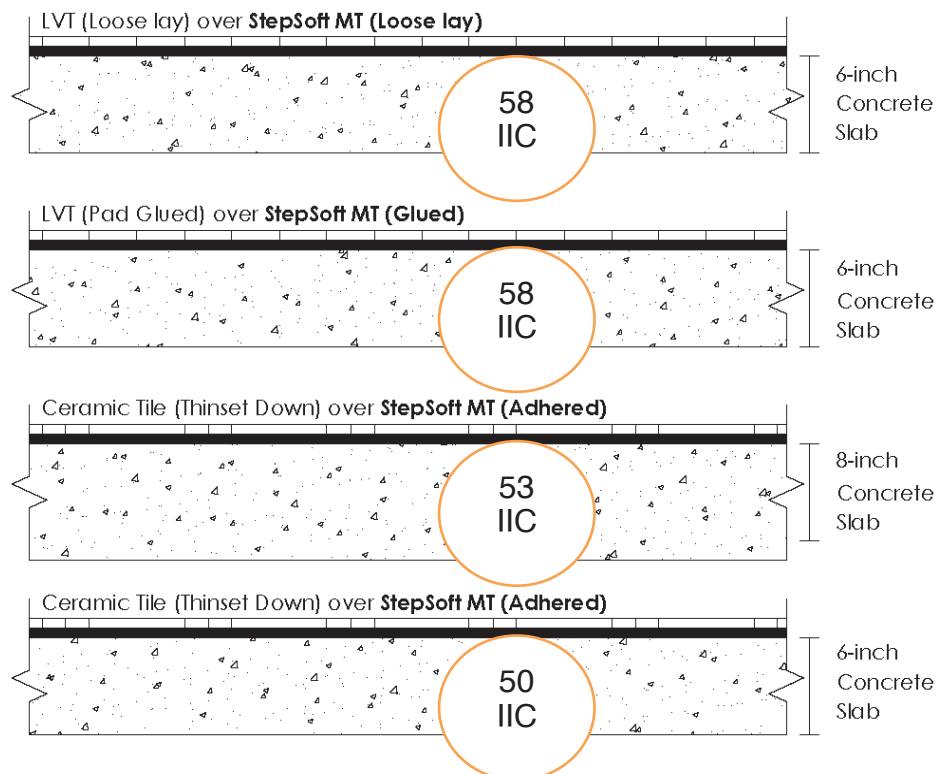 LVT (Loose lay) over StepSoft MT (Loose lay)
58
IIC
6-inch
Concrete
Slab
LVT (Pad Glued) over StepSoft MT (Glued)
58
IIC
6-inch
Concrete
Slab
Ceramic Tile (Thinset Down) over StepSoft MT (Adhered)
53
IIC
8-inch
Concrete
Slab
Ceramic Tile (Thinset Down) over StepSoft MT (Adhered)
50
IIC
6-inch
Concrete
Slab